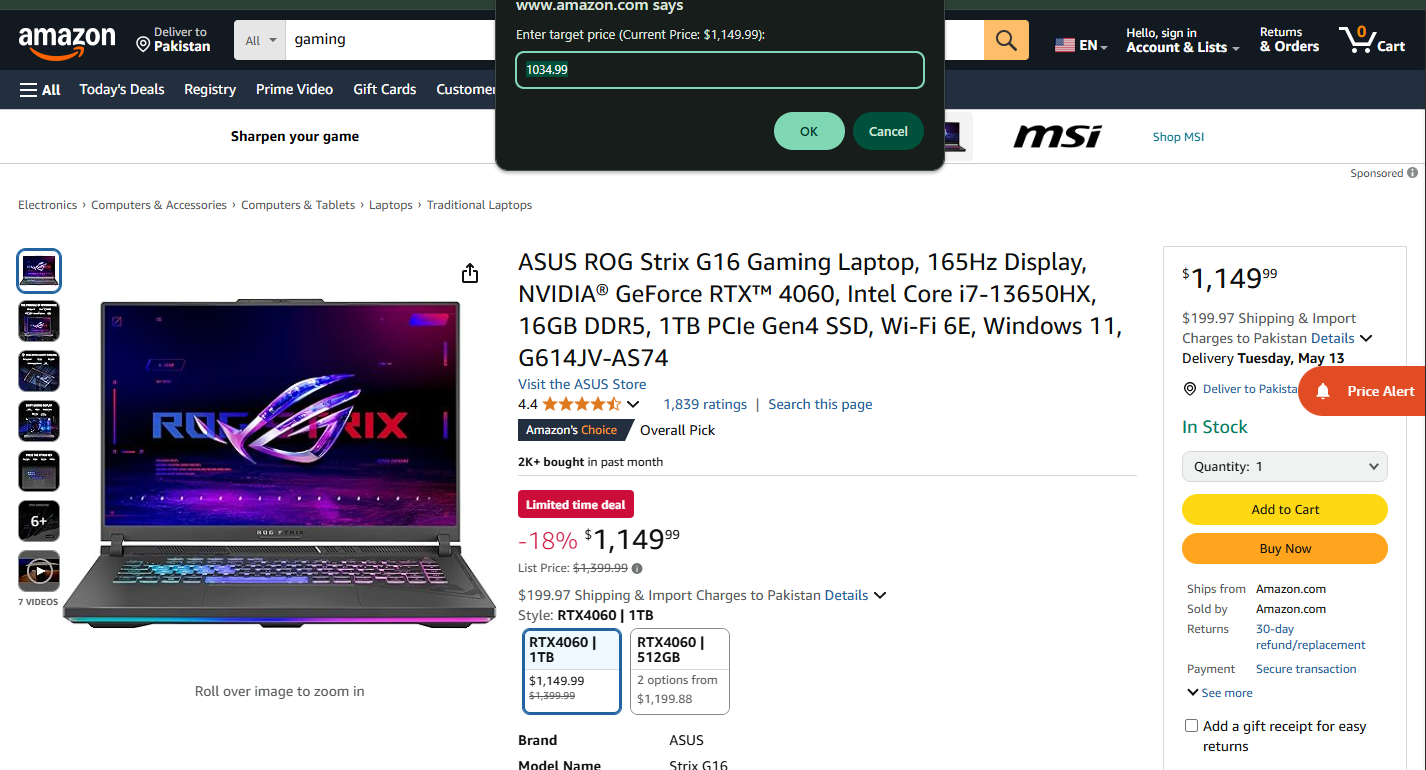 www.amazon.com says
Enter target price (Current Price: $1,149.99):
1034.99
OK
Cancel
amazon
Deliver to
Pakistan
All
gaming
EN
Hello, sign in
Account & Lists
Returns
& Orders
0
Cart
All
Today's Deals
Registry
Prime Video
Gift Cards
Customer
Sharpen your game
msi
Shop MSI
Sponsored
Electronics › Computers & Accessories › Computers & Tablets › Laptops › Traditional Laptops
6+
7 VIDEOS
ROG STRIX
Roll over image to zoom in
ASUS ROG Strix G16 Gaming Laptop, 165Hz Display,
NVIDIA® GeForce RTX™ 4060, Intel Core i7-13650HX,
16GB DDR5, 1TB PCIe Gen4 SSD, Wi-Fi 6E, Windows 11,
G614JV-AS74
Visit the ASUS Store
4.4
1,839 ratings | Search this page
Amazon's Choice
Overall Pick
2K+ bought in past month
Limited time deal
-18% $1,149.99
List Price: $1,399.99
$199.97 Shipping & Import Charges to Pakistan Details
Style: RTX4060 | 1TB
RTX4060 |
1TB
$1,149.99
$1,399.99
RTX4060 |
512GB
2 options from
$1,199.88
Brand ASUS
Model Name Strix G16
$1,149.99
$199.97 Shipping & Import
Charges to Pakistan Details
Delivery Tuesday, May 13
Deliver to Pakista
Price Alert
In Stock
Quantity: 1
Add to Cart
Buy Now
Ships from Amazon.com
Sold by Amazon.com
Returns 30-day
refund/replacement
Payment Secure transaction
See more
Add a gift receipt for easy
returns